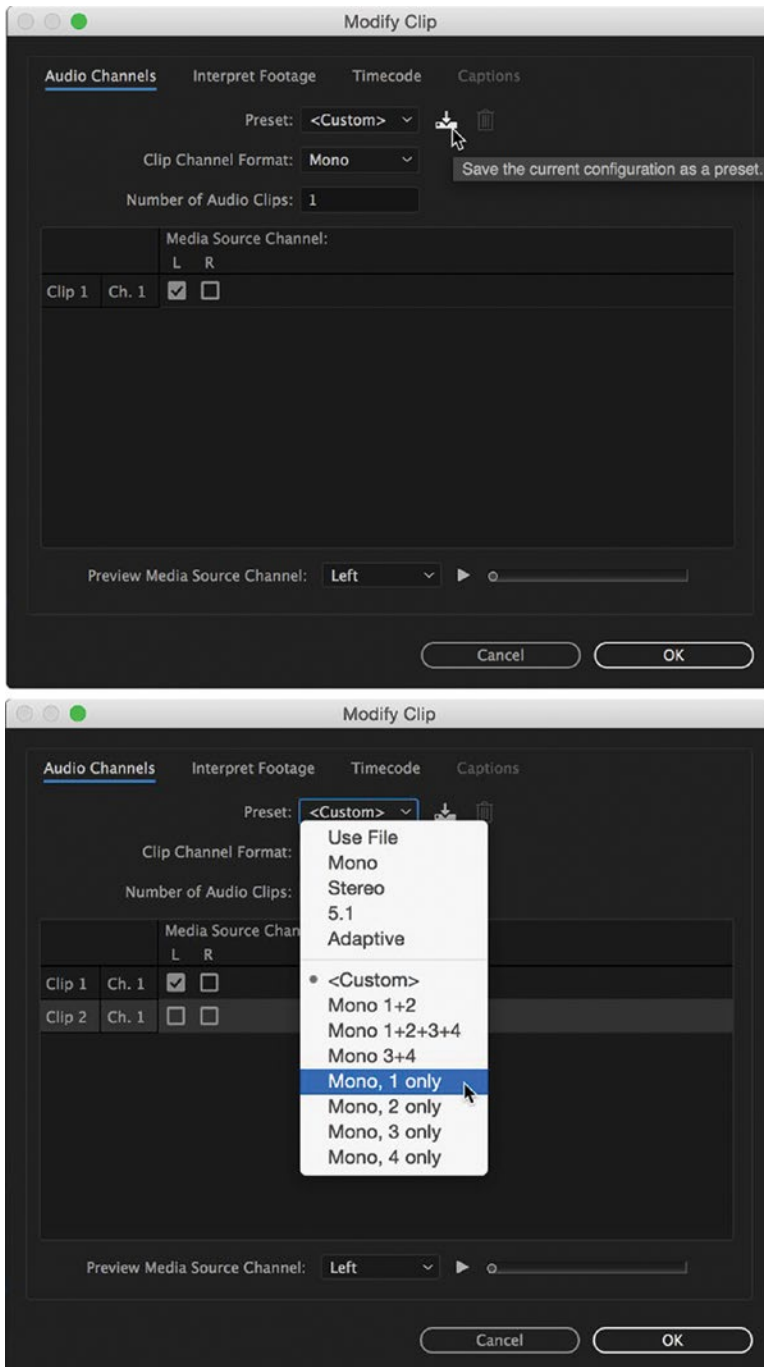 Modify Clip
Audio Channels Interpret Footage Timecode Captions
Preset: <Custom>
Save the current configuration as a preset.
Clip Channel Format: Mono
Number of Audio Clips: 1
Media Source Channel:
L R
Clip 1 Ch. 1
Preview Media Source Channel: Left
Cancel OK
Modify Clip
Audio Channels Interpret Footage Timecode Captions
Preset: <Custom>
Clip Channel Format:
Number of Audio Clips:
Media Source Chan
L R
Clip 1 Ch. 1
Clip 2 Ch. 1
Use File
Mono
Stereo
5.1
Adaptive
<Custom>
Mono 1+2
Mono 1+2+3+4
Mono 3+4
Mono, 1 only
Mono, 2 only
Mono, 3 only
Mono, 4 only
Preview Media Source Channel: Left
Cancel OK